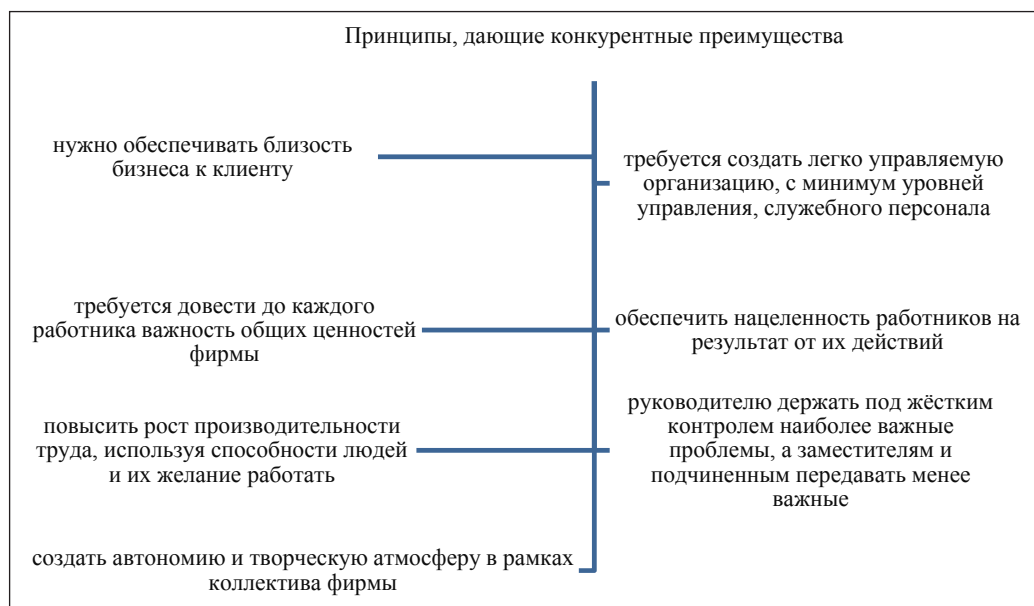 Принципы, дающие конкурентные преимущества
нужно обеспечивать близость
бизнеса к клиенту
требуется создать легко управляемую
организацию, с минимум уровней
управления, служебного персонала
требуется довести до каждого
работника важность общих ценностей
фирмы
обеспечить нацеленность работников на
результат от их действий
повысить рост производительности
труда, используя способности людей
и их желание работать
руководителю держать под жёстким
контролем наиболее важные
проблемы, а заместителям и
подчиненным передавать менее
важные
создать автономию и творческую атмосферу в рамках
коллектива фирмы